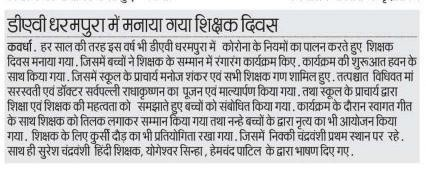 डीएवी धरमपुरा में मनाया गया शिक्षक दिवस
कवर्धा. हर साल की तरह इस वर्ष भी डीएवी धरमपुरा में कोरोना के नियमों का पालन करते हुए शिक्षक
दिवस मनाया गया. जिसमें बच्चों ने शिक्षक के सम्मान में रंगारंग कार्यक्रम किए. कार्यक्रम की शुरूआत हवन के
साथ किया गया. जिसमें स्कूल के प्राचार्य मनोज शंकर एवं सभी शिक्षक गण शामिल हुए. तत्पश्चात विधिवत मां
सरस्वती एवं डॉक्टर सर्वपल्ली राधाकृष्णन का पूजन एवं माल्यार्पण किया गया. तथा स्कूल के प्राचार्य द्वारा
शिक्षा एवं शिक्षक की महत्वता को समझाते हुए बच्चों को संबोधित किया गया. कार्यक्रम के दौरान स्वागत गीत
के साथ शिक्षक को तिलक लगाकर सम्मान किया गया तथा नन्हे बच्चों के द्वारा नृत्य का भी आयोजन किया
गया. शिक्षक के लिए कुर्सी दौड़ का भी प्रतियोगिता रखा गया. जिसमें निक्की चंद्रवंशी प्रथम स्थान पर रहे.
साथ ही सुरेश चंद्रवंशी हिंदी शिक्षक, योगेश्वर सिन्हा, हेमचंद पाटिल के द्वारा भाषण दिए गए.